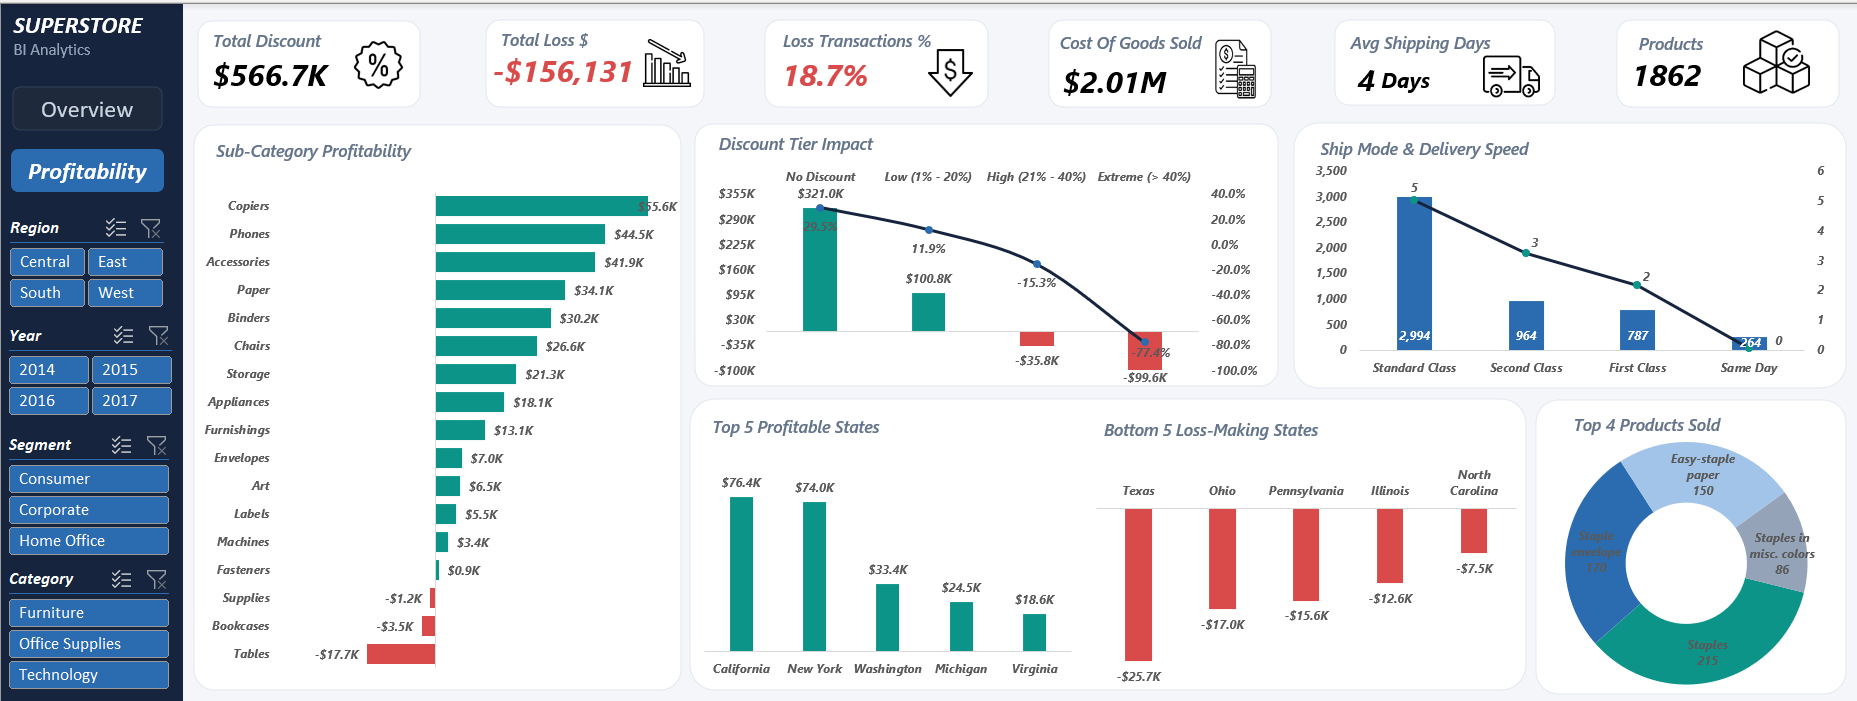 SUPERSTORE
BI Analytics
Overview
Profitability
Region
Central
East
South
West
Year
2014
2015
2016
2017
Segment
Consumer
Corporate
Home Office
Category
Furniture
Office Supplies
Technology
Total Discount
$566.7K
%
Total Loss $
-$156,131
Loss Transactions %
18.7%
$
Cost Of Goods Sold
$2.01M
$
Avg Shipping Days
4 Days
Products
1862
Sub-Category Profitability
Copiers $55.6K
Phones $44.5K
Accessories $41.9K
Paper $34.1K
Binders $30.2K
Chairs $26.6K
Storage $21.3K
Appliances $18.1K
Furnishings $13.1K
Envelopes $7.0K
Art $6.5K
Labels $5.5K
Machines $3.4K
Fasteners $0.9K
Supplies -$1.2K
Bookcases -$3.5K
Tables -$17.7K
Discount Tier Impact
No Discount Low (1% - 20%) High (21% - 40%) Extreme (> 40%)
$355K
$290K
$225K
$160K
$95K
$30K
-$35K
-$100K
$321.0K
29.5%
11.9%
$100.8K
-15.3%
-$35.8K
-77.4%
-$99.6K
40.0%
20.0%
0.0%
-20.0%
-40.0%
-60.0%
-80.0%
-100.0%
Ship Mode & Delivery Speed
3,500
3,000
2,500
2,000
1,500
1,000
500
0
5
3
2
0
2,994
964
787
264
6
5
4
3
2
1
0
Standard Class Second Class First Class Same Day
Top 5 Profitable States
$76.4K
$74.0K
$33.4K
$24.5K
$18.6K
California New York Washington Michigan Virginia
Bottom 5 Loss-Making States
Texas
Ohio
Pennsylvania
Illinois
North
Carolina
-$25.7K
-$17.0K
-$15.6K
-$12.6K
-$7.5K
Top 4 Products Sold
Easy-staple
paper
150
Staples in
misc. colors
86
Staples
215
Staple
envelope
170